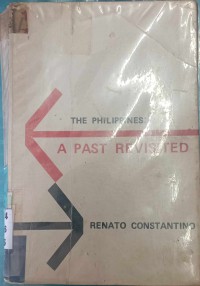 THE PHILIPPINES:
A PAST REVISITED
RENATO CONSTANTINO